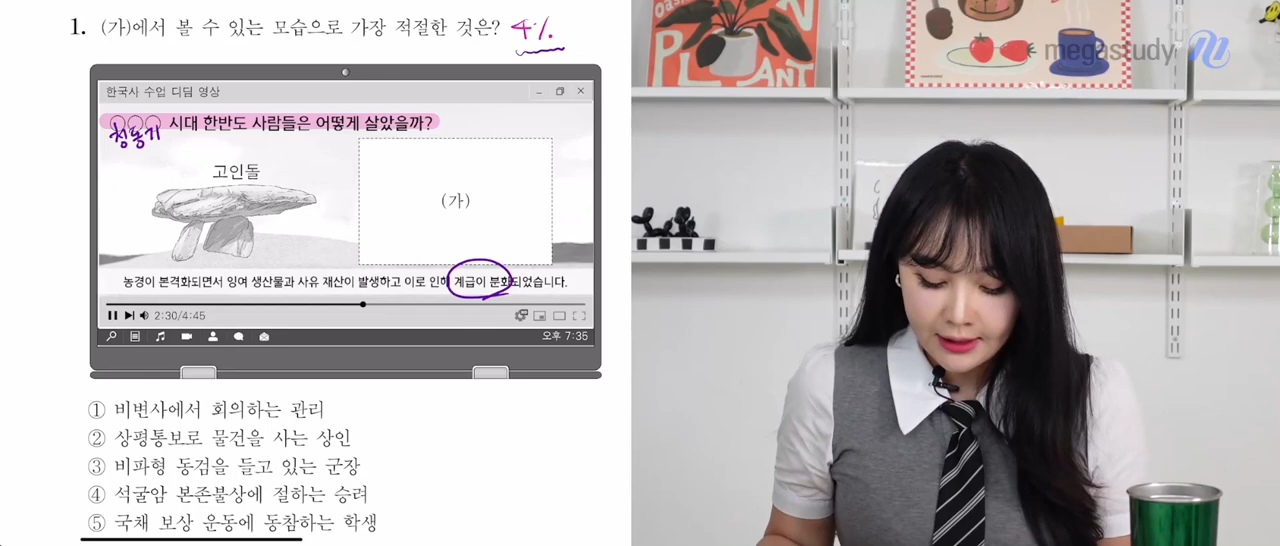 1. (가)에서 볼 수 있는 모습으로 가장 적절한 것은? 4%
한국사 수업 디딤 영상
○○○ 시대 한반도 사람들은 어떻게 살았을까?
청동기
고인돌
(가)
농경이 본격화되면서 잉여 생산물과 사유 재산이 발생하고 이로 인해 계급이 분화되었습니다.
2:30/4:45
오후 7:35
① 비변사에서 회의하는 관리
② 상평통보로 물건을 사는 상인
③ 비파형 동검을 들고 있는 군장
④ 석굴암 본존불상에 절하는 승려
⑤ 국채 보상 운동에 동참하는 학생
PLANT
megastudy